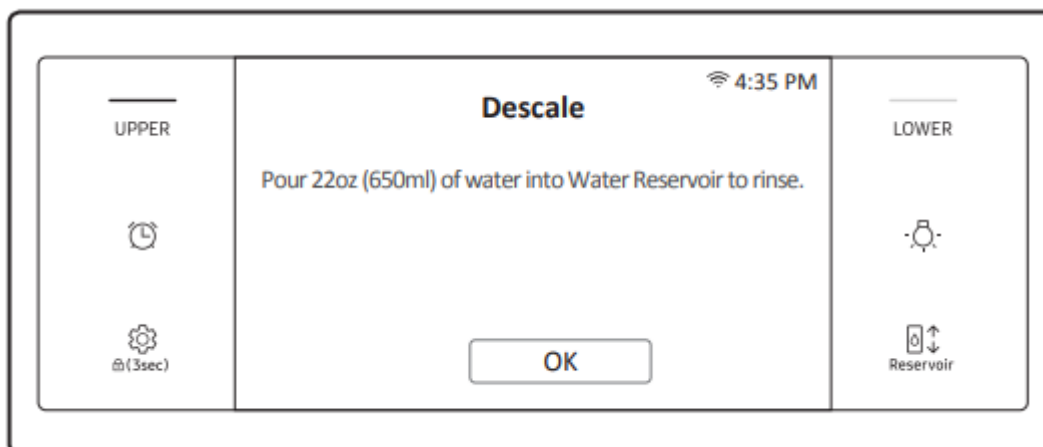 4:35 PM
UPPER
Descale
LOWER
Pour 22oz (650ml) of water into Water Reservoir to rinse.
(3sec)
OK
Reservoir